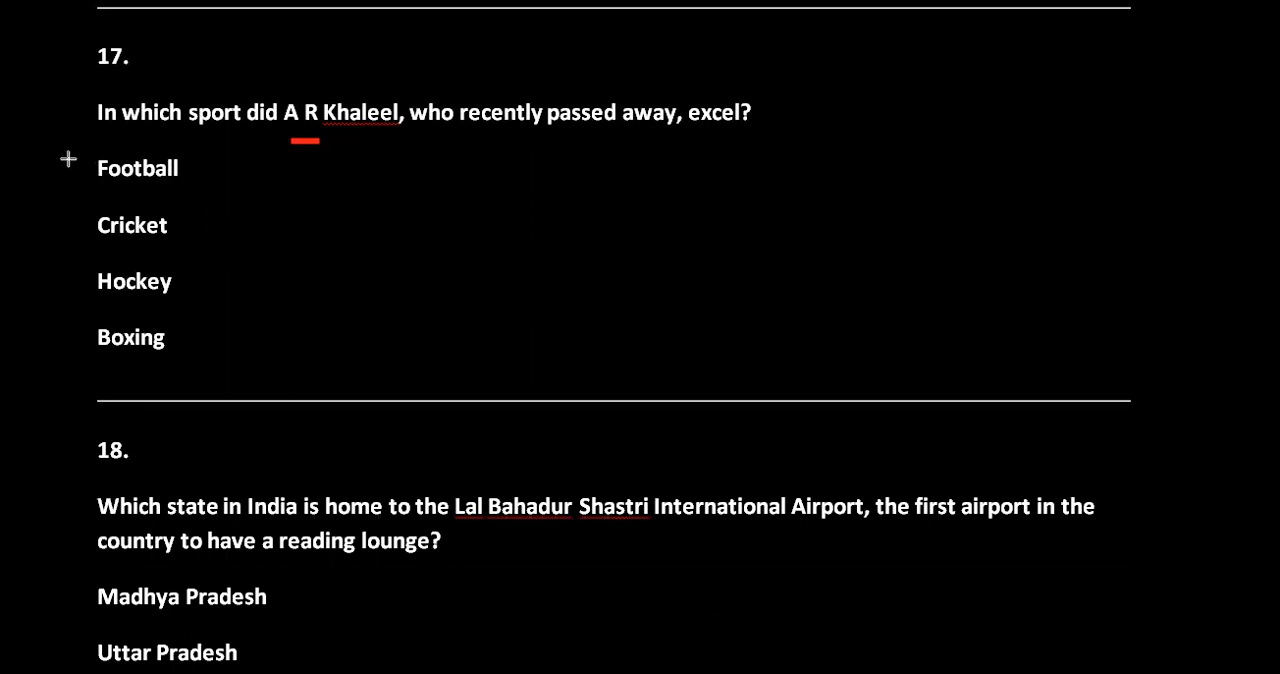 17.
In which sport did A R Khaleel, who recently passed away, excel?
Football
Cricket
Hockey
Boxing
18.
Which state in India is home to the Lal Bahadur Shastri International Airport, the first airport in the
country to have a reading lounge?
Madhya Pradesh
Uttar Pradesh